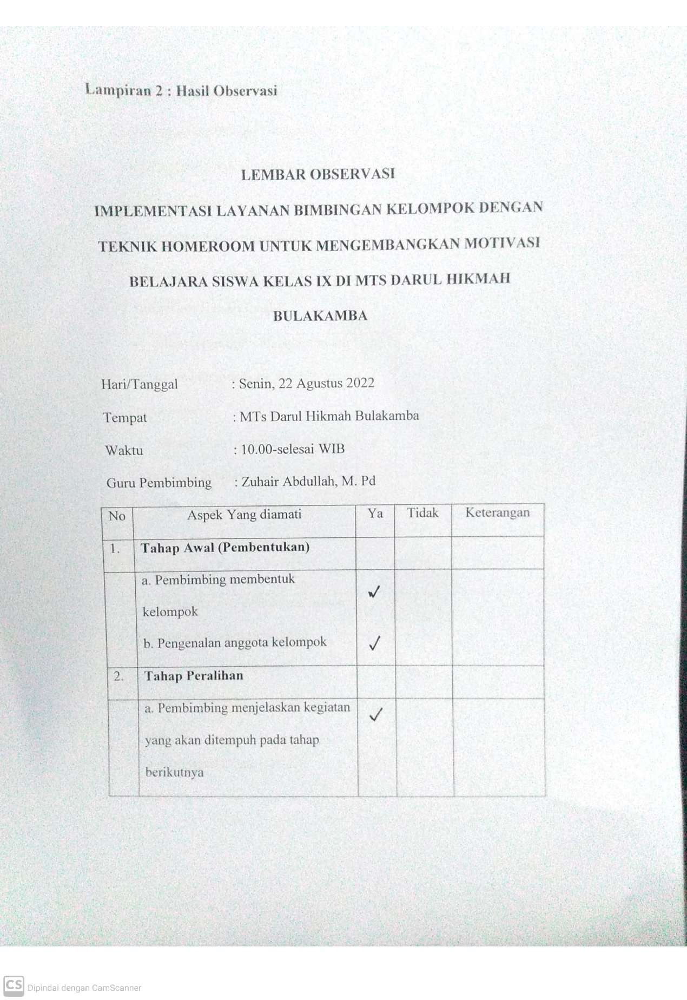 Lampiran 2 : Hasil Observasi
LEMBAR OBSERVASI
IMPLEMENTASI LAYANAN BIMBINGAN KELOMPOK DENGAN
TEKNIK HOMEROOM UNTUK MENGEMBANGKAN MOTIVASI
BELAJARA SISWA KELAS IX DI MTS DARUL HIKMAH
BULAKAMBA
Hari/Tanggal : Senin, 22 Agustus 2022
Tempat : MTs Darul Hikmah Bulakamba
Waktu : 10.00-selesai WIB
Guru Pembimbing : Zuhair Abdullah, M. Pd
No Aspek Yang diamati Ya Tidak Keterangan
1. Tahap Awal (Pembentukan)
a. Pembimbing membentuk ✓
kelompok
b. Pengenalan anggota kelompok ✓
2. Tahap Peralihan
a. Pembimbing menjelaskan kegiatan ✓
yang akan ditempuh pada tahap
berikutnya
CS Dipindai dengan CamScanner